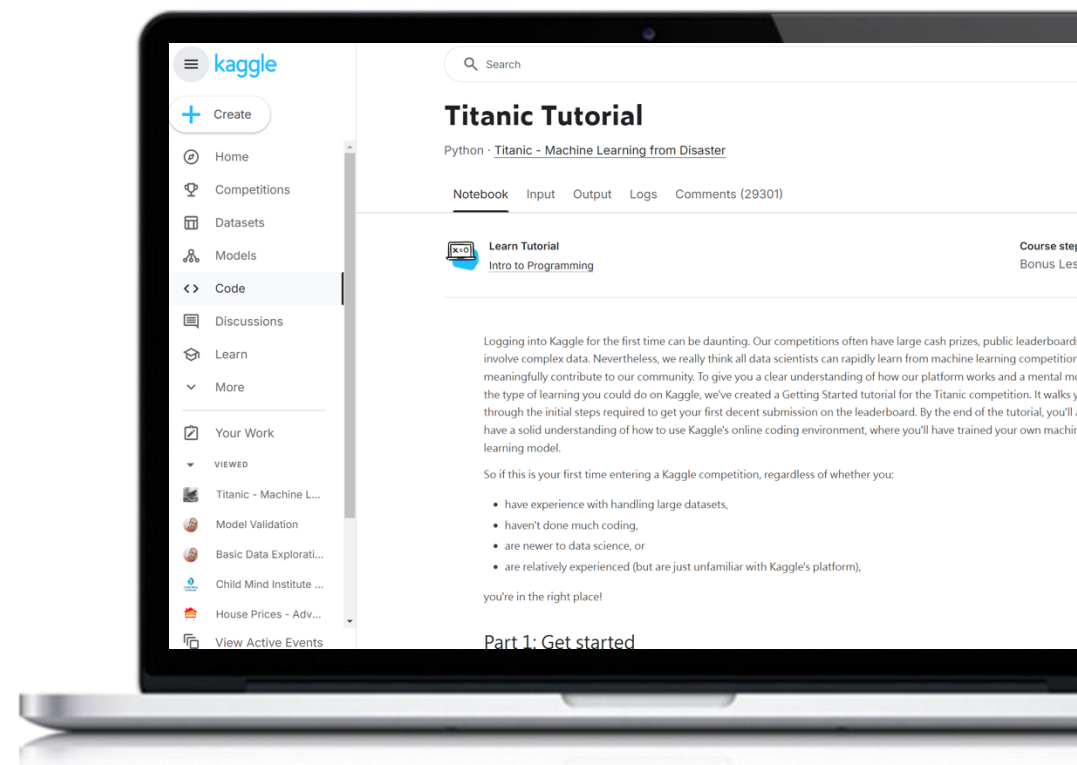 kaggle
Create
Home
Competitions
Datasets
Models
Code
Discussions
Learn
More
Your Work
VIEWED
Titanic - Machine L...
Model Validation
Basic Data Explorati...
Child Mind Institute ...
House Prices - Adv...
View Active Events
Search
Titanic Tutorial
Python · Titanic - Machine Learning from Disaster
Notebook Input Output Logs Comments (29301)
x=0
Learn Tutorial
Intro to Programming
Course step
Bonus Les
Logging into Kaggle for the first time can be daunting. Our competitions often have large cash prizes, public leaderboards
involve complex data. Nevertheless, we really think all data scientists can rapidly learn from machine learning competition
meaningfully contribute to our community. To give you a clear understanding of how our platform works and a mental mo
the type of learning you could do on Kaggle, we've created a Getting Started tutorial for the Titanic competition. It walks y
through the initial steps required to get your first decent submission on the leaderboard. By the end of the tutorial, you'll a
have a solid understanding of how to use Kaggle's online coding environment, where you'll have trained your own machin
learning model.
So if this is your first time entering a Kaggle competition, regardless of whether you:
• have experience with handling large datasets,
• haven't done much coding,
• are newer to data science, or
• are relatively experienced (but are just unfamiliar with Kaggle's platform),
you're in the right place!
Part 1: Get started